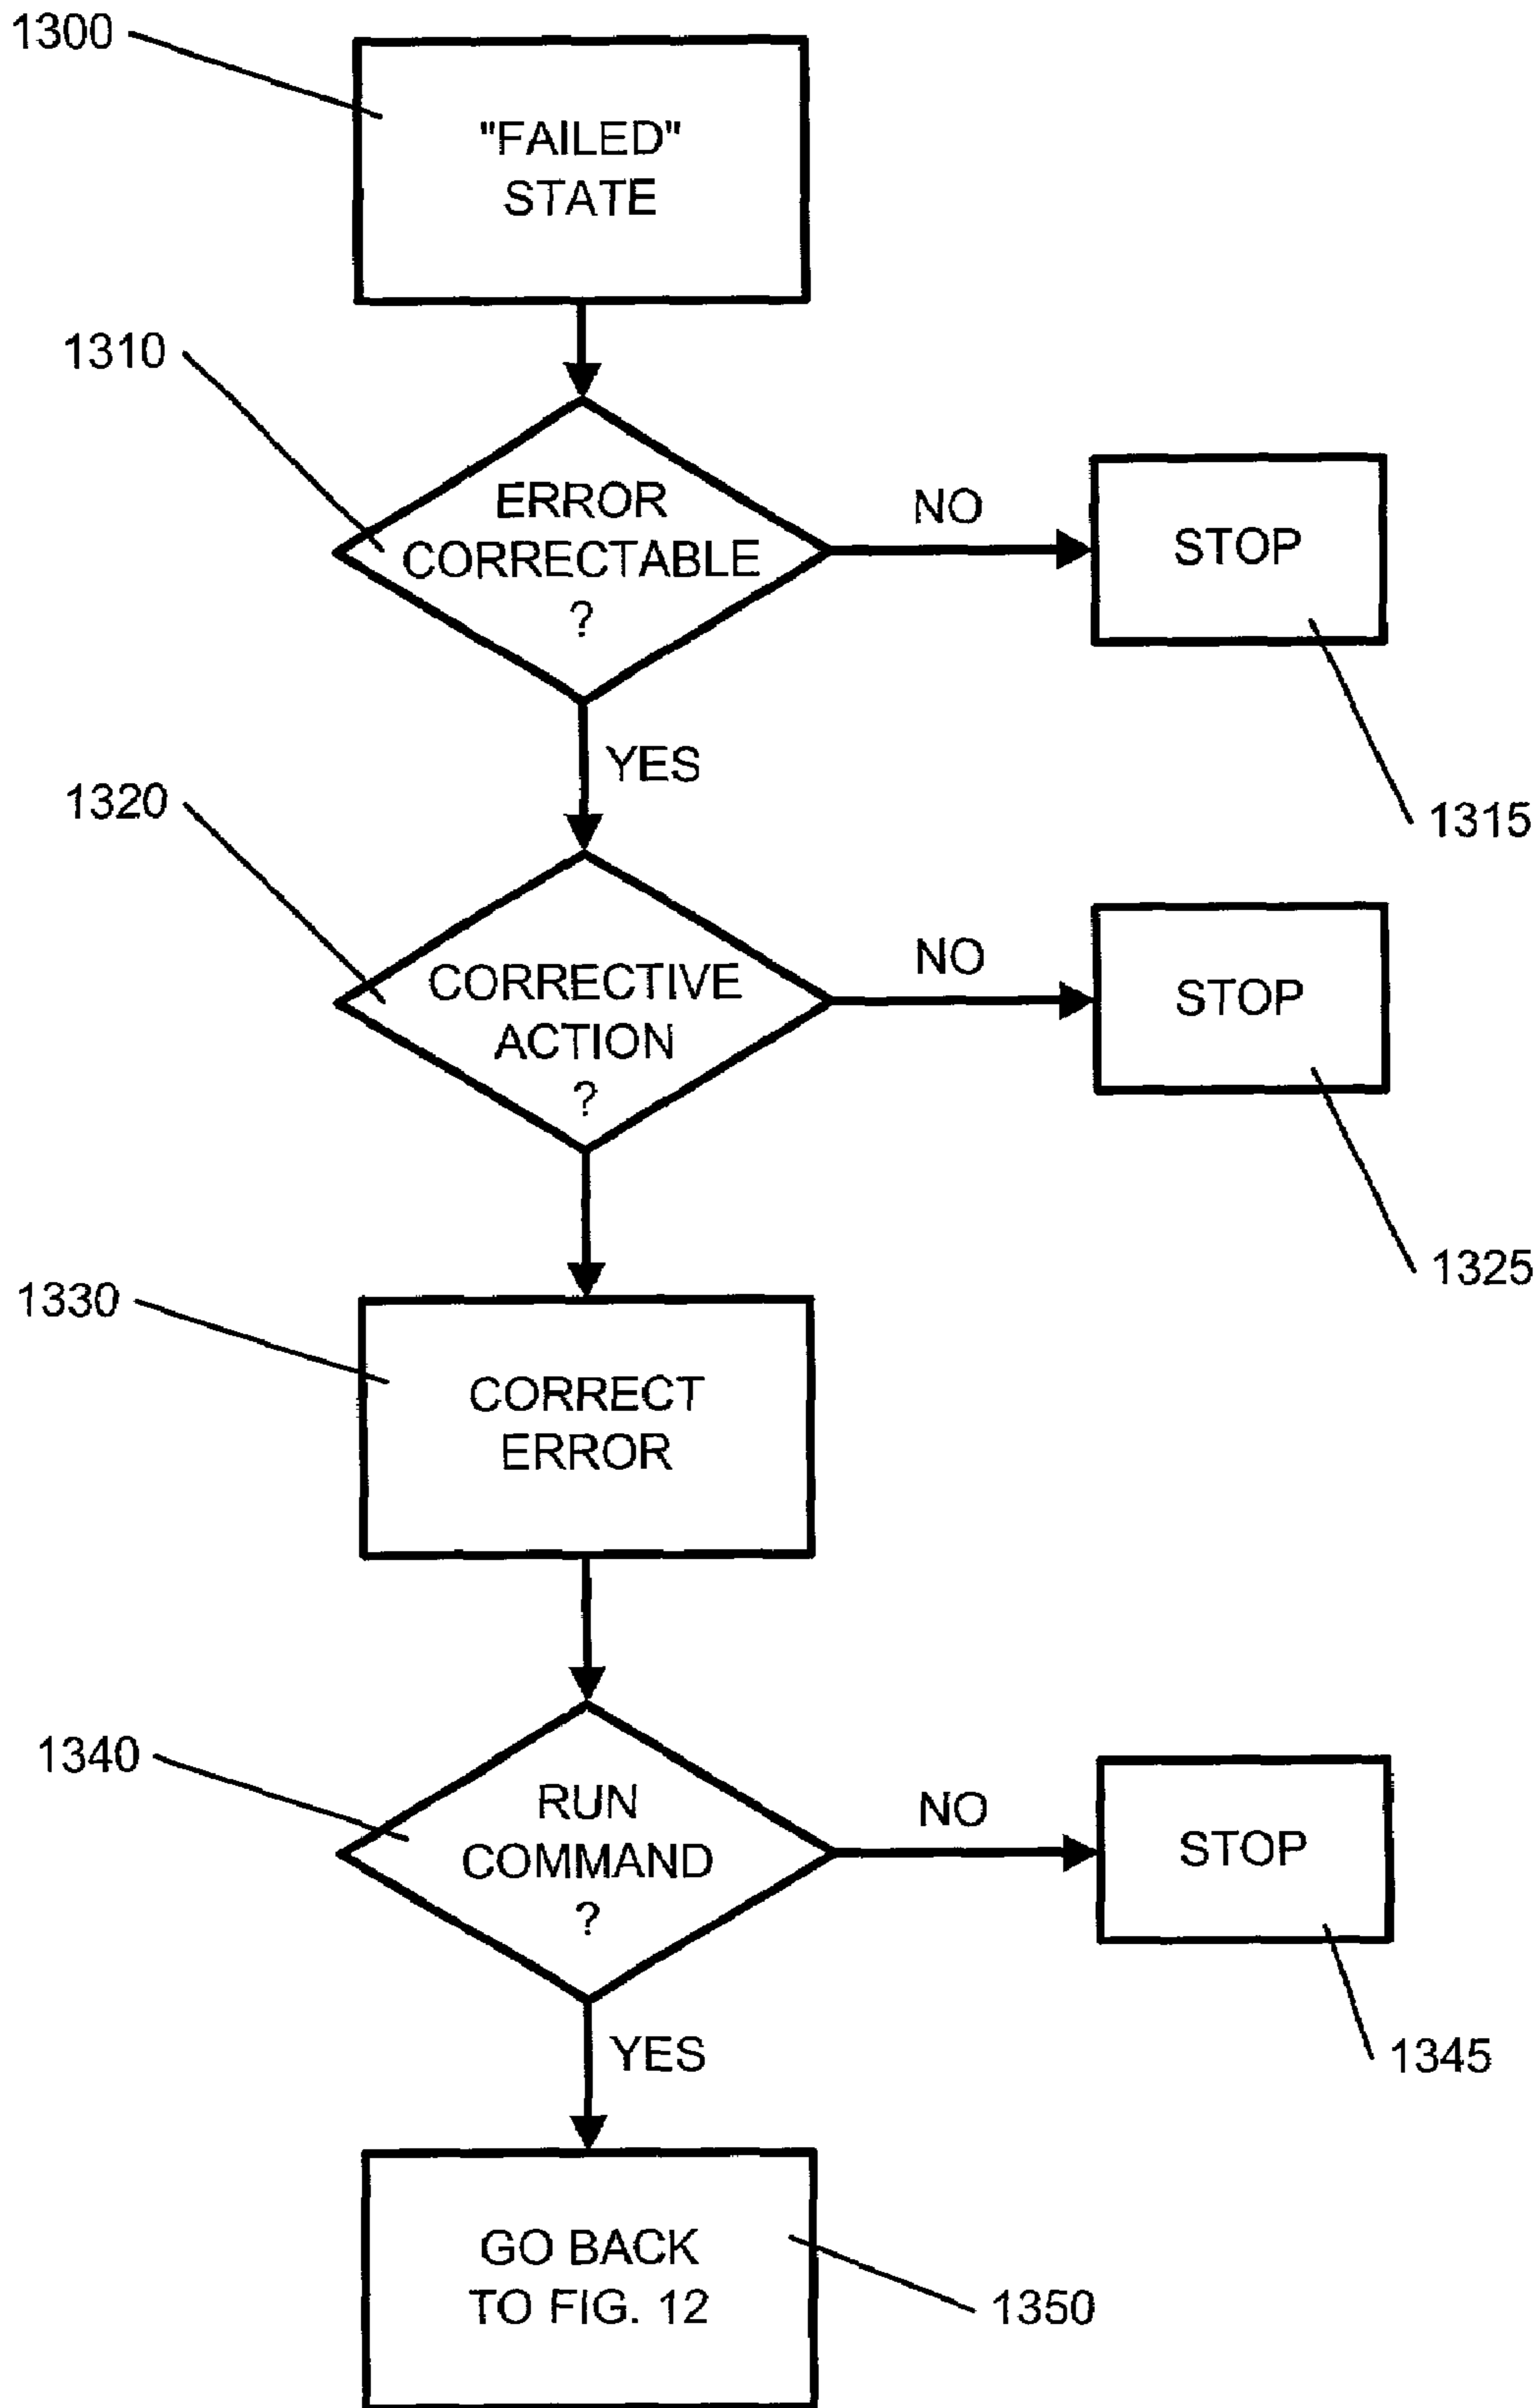 1300
"FAILED"
STATE
1310
ERROR
CORRECTABLE
?
NO
STOP
1315
YES
1320
CORRECTIVE
ACTION
?
NO
STOP
1325
1330
CORRECT
ERROR
1340
RUN
COMMAND
?
NO
STOP
1345
YES
GO BACK
TO FIG. 12
1350